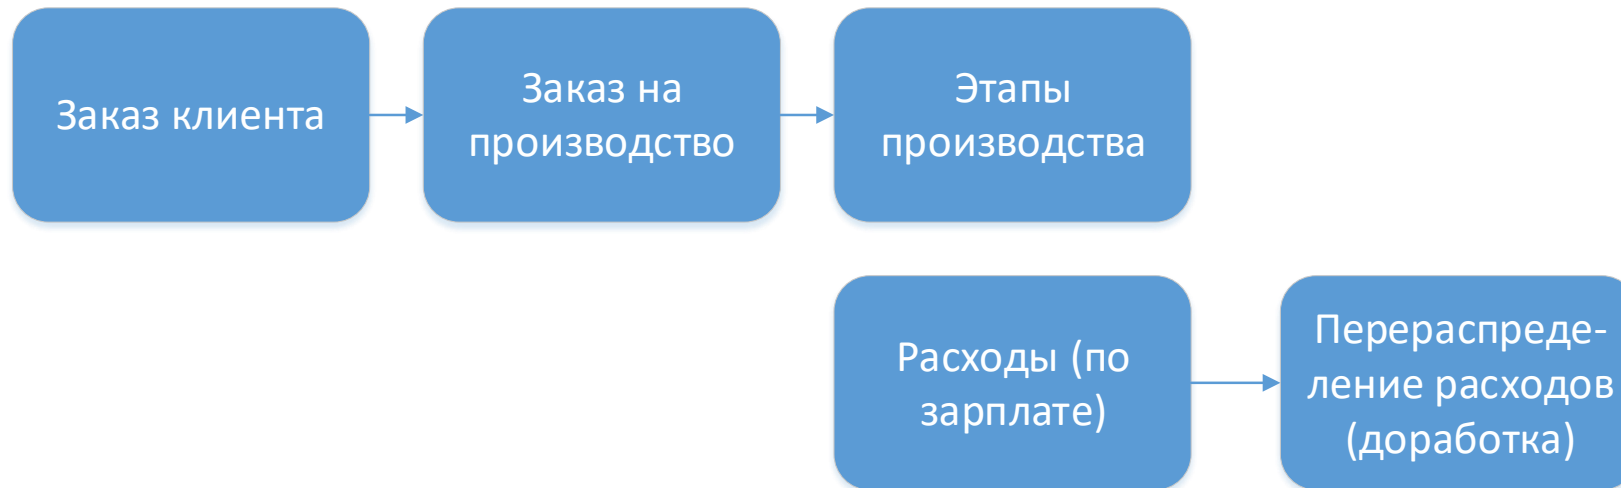 Заказ клиента
Заказ на
производство
Этапы
производства
Расходы (по
зарплате)
Перераспреде-
ление расходов
(доработка)